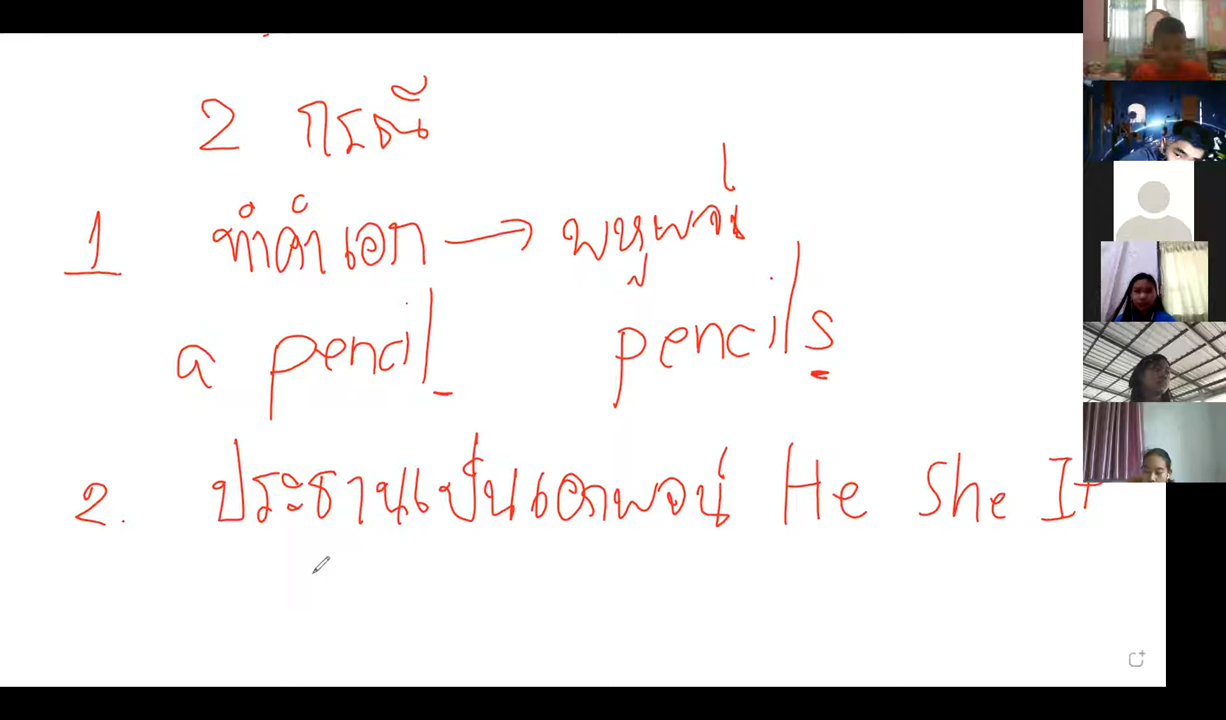 2 กรณี
1 ทำคำเอก → พหูพจน์
a pencil pencils
2. ประธานเป็นเอกพจน์ He She It